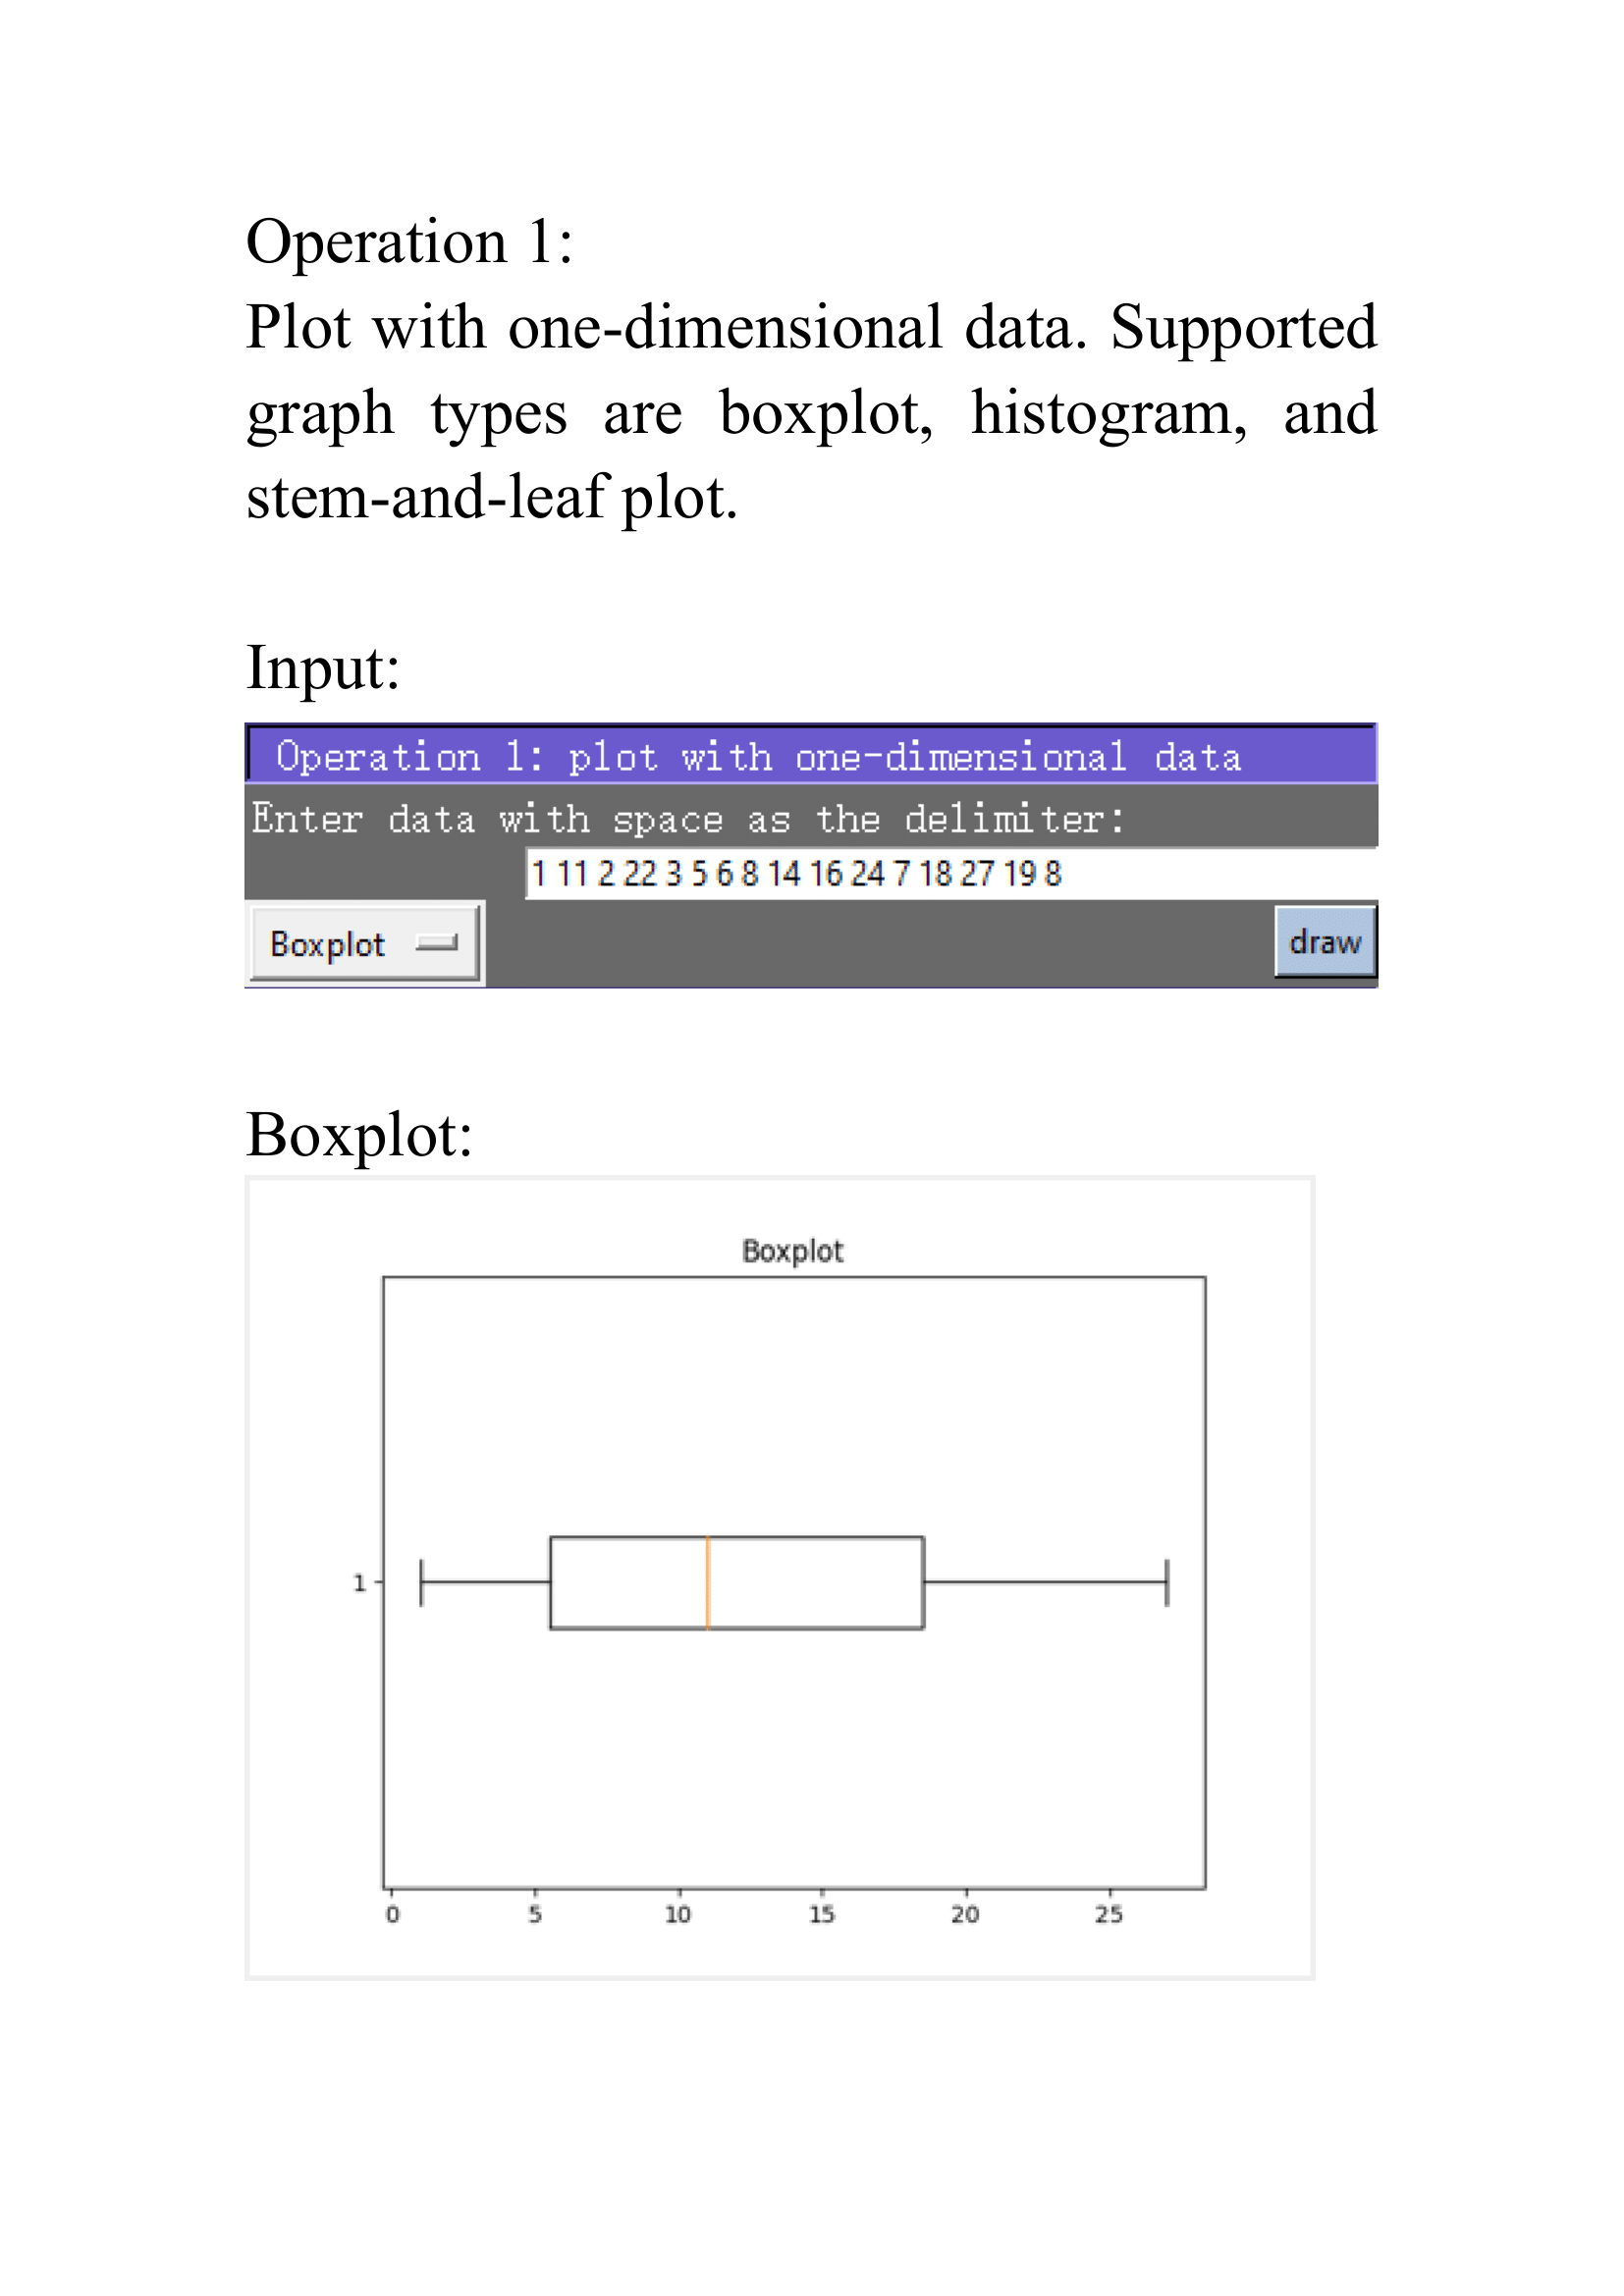 Operation 1:
Plot with one-dimensional data. Supported
graph types are boxplot, histogram, and
stem-and-leaf plot.
Input:
Operation 1: plot with one-dimensional data
Enter data with space as the delimiter:
1 11 2 22 3 5 6 8 14 16 24 7 18 27 19 8
Boxplot draw
Boxplot:
Boxplot
1
0 5 10 15 20 25